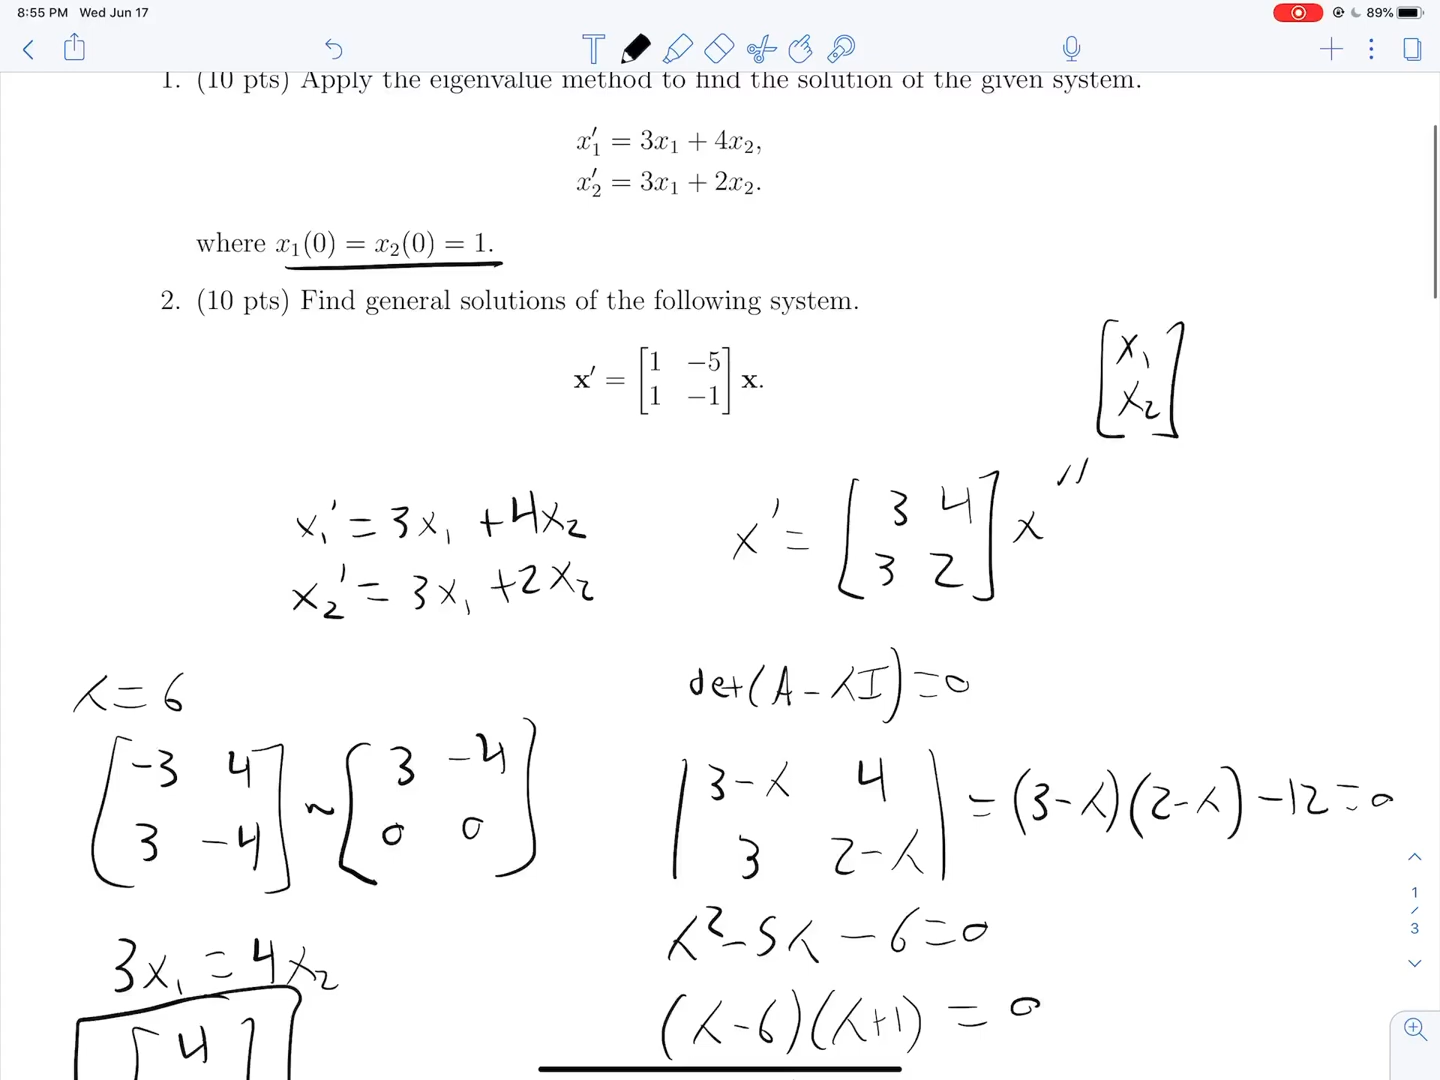 8:55 PM Wed Jun 17
89%
T
1. (10 pts) Apply the eigenvalue method to find the solution of the given system.
x₁′ = 3x₁ + 4x₂,
x₂′ = 3x₁ + 2x₂.
where x₁(0) = x₂(0) = 1.
2. (10 pts) Find general solutions of the following system.
x′ = [1 −5; 1 −1] x.
[x₁; x₂]
x₁′ = 3x₁ + 4x₂
x₂′ = 3x₁ + 2x₂
x′ = [3 4; 3 2] x
"
λ = 6
[-3 4; 3 -4] ~ [3 -4; 0 0]
3x₁ = 4x₂
[4
det(A - λI) = 0
|3-λ 4; 3 2-λ| = (3-λ)(2-λ) - 12 = 0
λ² - 5λ - 6 = 0
(λ-6)(λ+1) = 0
1
/
3